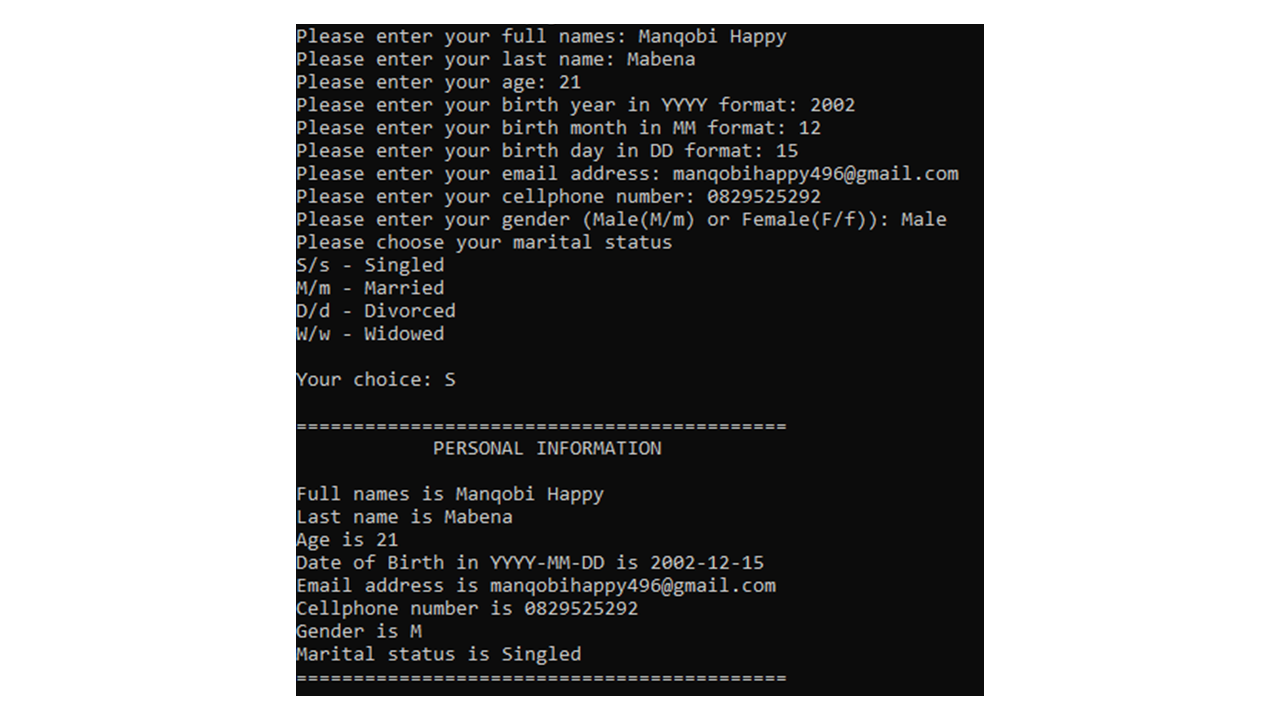 Please enter your full names: Manqobi Happy
Please enter your last name: Mabena
Please enter your age: 21
Please enter your birth year in YYYY format: 2002
Please enter your birth month in MM format: 12
Please enter your birth day in DD format: 15
Please enter your email address: manqobihappy496@gmail.com
Please enter your cellphone number: 0829525292
Please enter your gender (Male(M/m) or Female(F/f)): Male
Please choose your marital status
S/s - Singled
M/m - Married
D/d - Divorced
W/w - Widowed
Your choice: S
===========================================
PERSONAL INFORMATION
Full names is Manqobi Happy
Last name is Mabena
Age is 21
Date of Birth in YYYY-MM-DD is 2002-12-15
Email address is manqobihappy496@gmail.com
Cellphone number is 0829525292
Gender is M
Marital status is Singled
===========================================